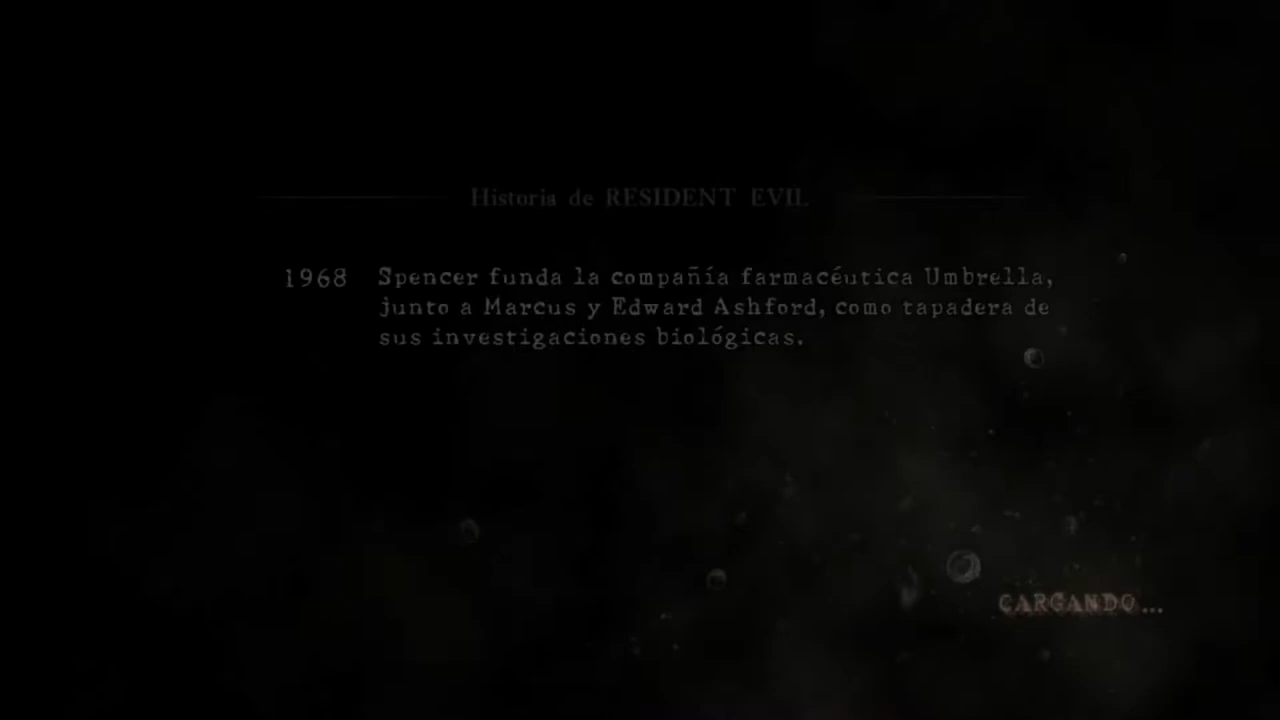 Historia de RESIDENT EVIL
1968 Spencer funda la compañía farmacéutica Umbrella,
junto a Marcus y Edward Ashford, como tapadera de
sus investigaciones biológicas.
CARGANDO...